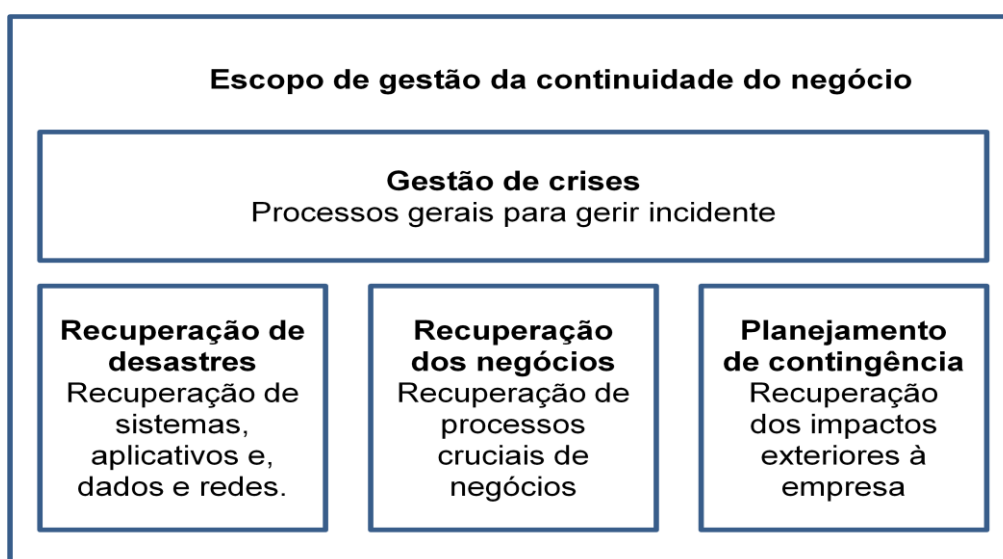 Escopo de gestão da continuidade do negócio
Gestão de crises
Processos gerais para gerir incidente
Recuperação de
desastres
Recuperação de
sistemas,
aplicativos e,
dados e redes.
Recuperação
dos negócios
Recuperação de
processos
cruciais de
negócios
Planejamento
de contingência
Recuperação
dos impactos
exteriores à
empresa